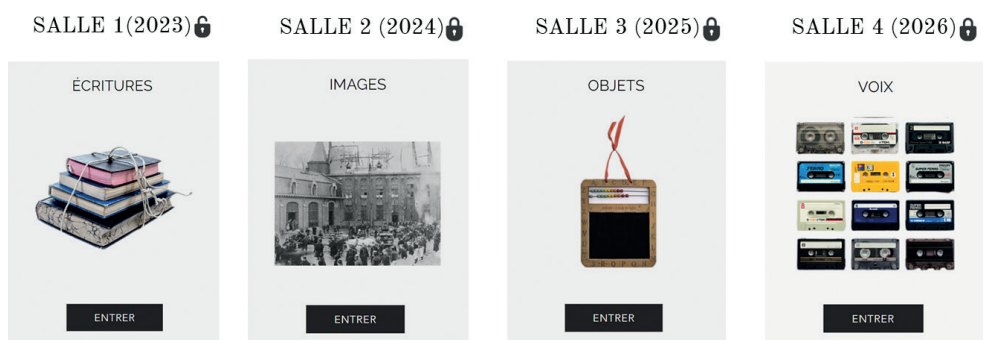 SALLE 1(2023)
SALLE 2 (2024)
SALLE 3 (2025)
SALLE 4 (2026)
ÉCRITURES
IMAGES
OBJETS
VOIX
ENTRER
ENTRER
ENTRER
ENTRER